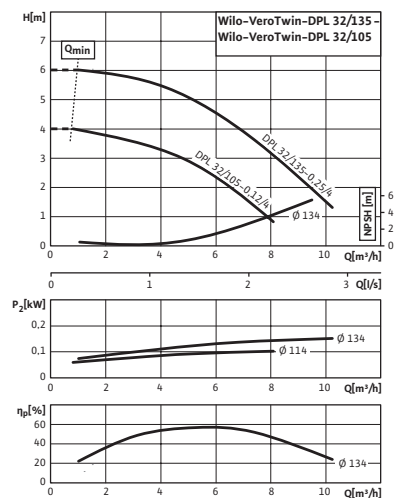 H[m]
Wilo-VeroTwin-DPL 32/135 –
Wilo-VeroTwin-DPL 32/105
7
Qmin
6
5
4
3
2
1
0
DPL 32/135-0.25/4
DPL 32/105-0.12/4
Ø 134
NPSH [m]
6
4
2
0
0 2 4 6 8 10 Q[m³/h]
0 1 2 3 Q[l/s]
P2[kW]
0,2
0,1
0
Ø 134
Ø 114
0 2 4 6 8 10 Q[m³/h]
ηp[%]
60
40
20
0
Ø 134
0 2 4 6 8 10 Q[m³/h]